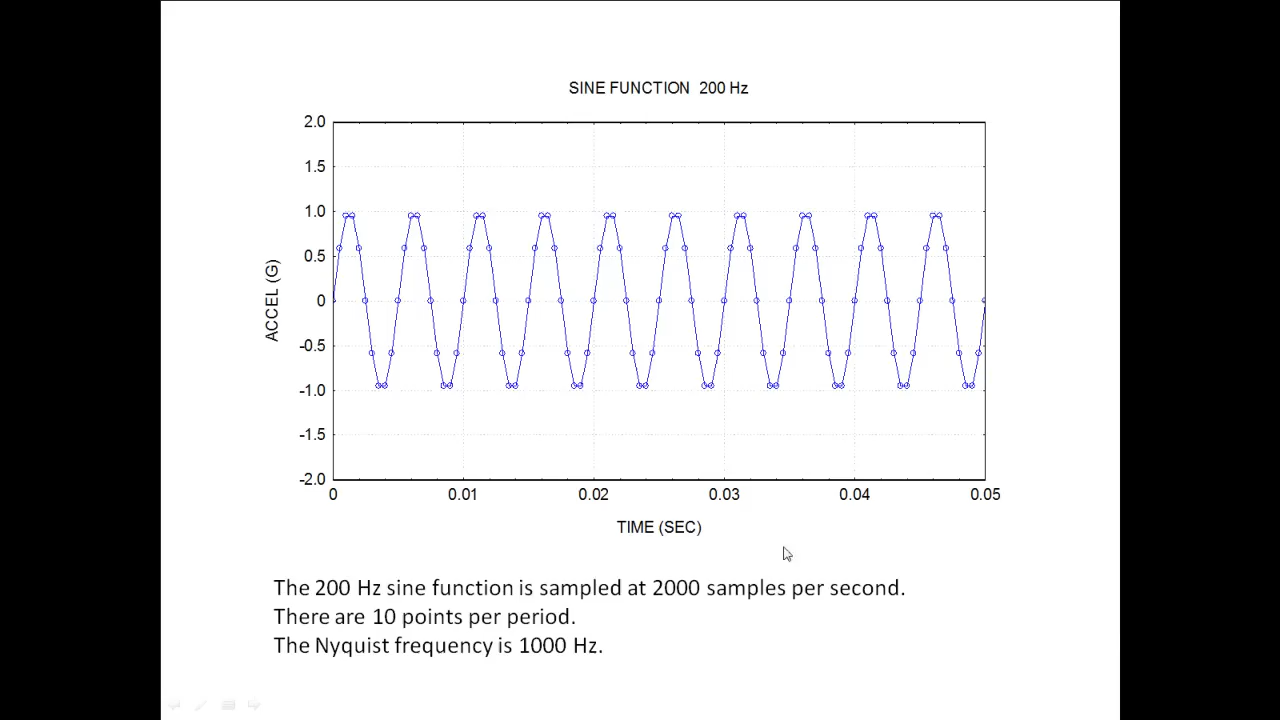 SINE FUNCTION 200 Hz
2.0
1.5
1.0
0.5
0
-0.5
-1.0
-1.5
-2.0
ACCEL (G)
0 0.01 0.02 0.03 0.04 0.05
TIME (SEC)
The 200 Hz sine function is sampled at 2000 samples per second.
There are 10 points per period.
The Nyquist frequency is 1000 Hz.